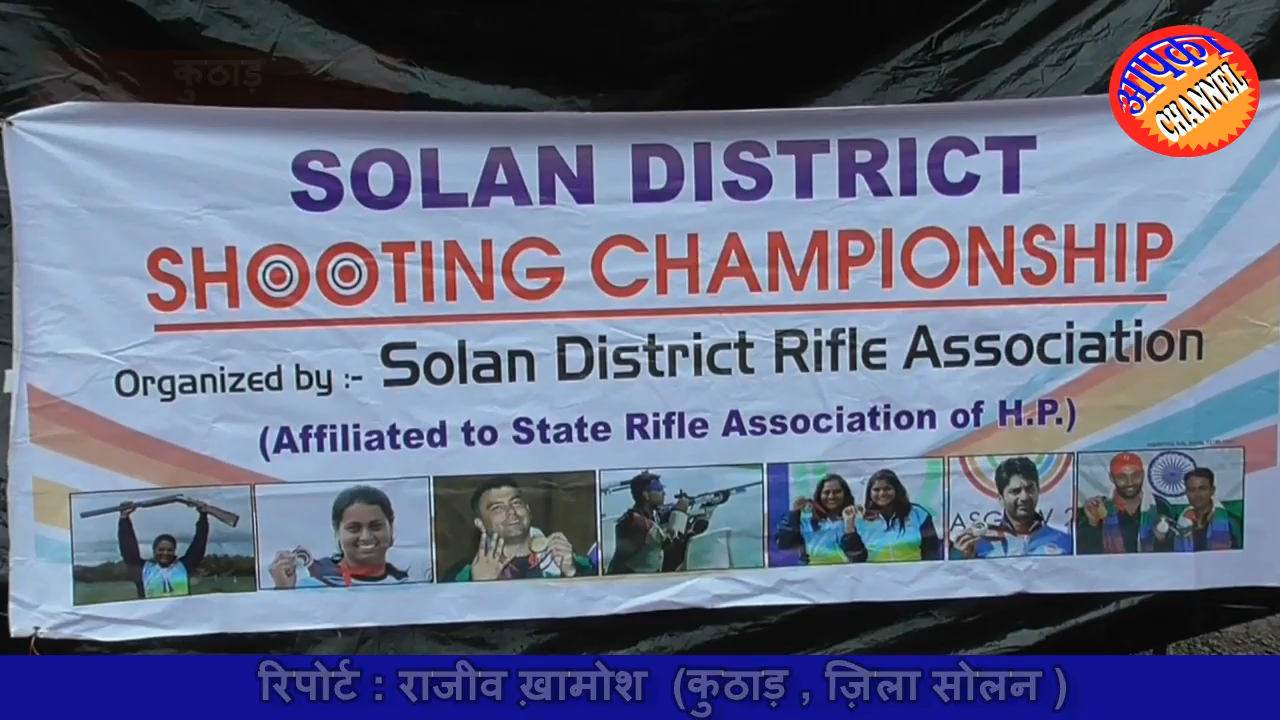 कुठाड़
आपका
CHANNEL
SOLAN DISTRICT
SHOOTING CHAMPIONSHIP
Organized by :- Solan District Rifle Association
(Affiliated to State Rifle Association of H.P.)
रिपोर्ट : राजीव ख़ामोश (कुठाड़ , ज़िला सोलन )